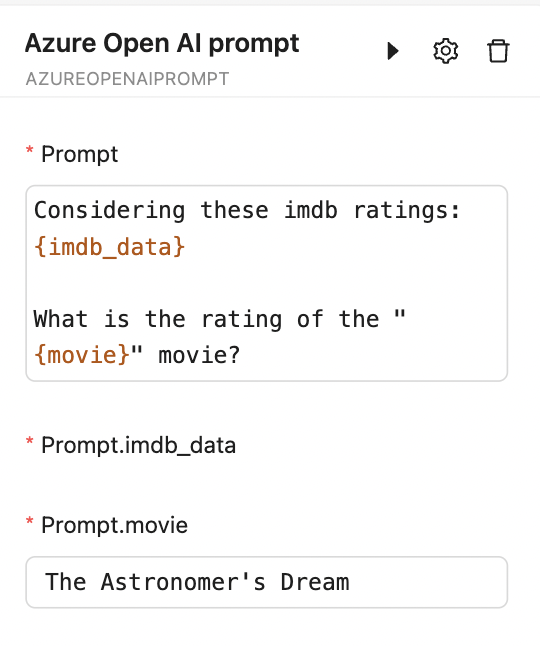 Azure Open AI prompt
AZUREOPENAIPROMPT
* Prompt
Considering these imdb ratings:
{imdb_data}
What is the rating of the "
{movie}" movie?
* Prompt.imdb_data
* Prompt.movie
The Astronomer's Dream